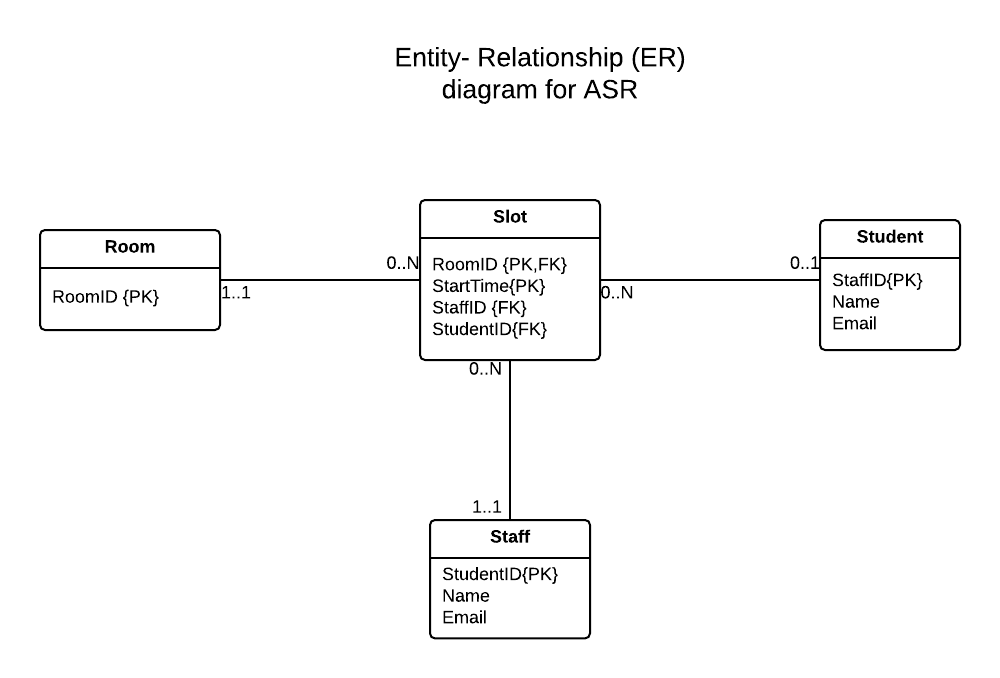 Entity- Relationship (ER)
diagram for ASR
Room
RoomID {PK}
1..1
0..N
Slot
RoomID {PK,FK}
StartTime{PK}
StaffID {FK}
StudentID{FK}
0..N
0..1
Student
StaffID{PK}
Name
Email
0..N
1..1
Staff
StudentID{PK}
Name
Email